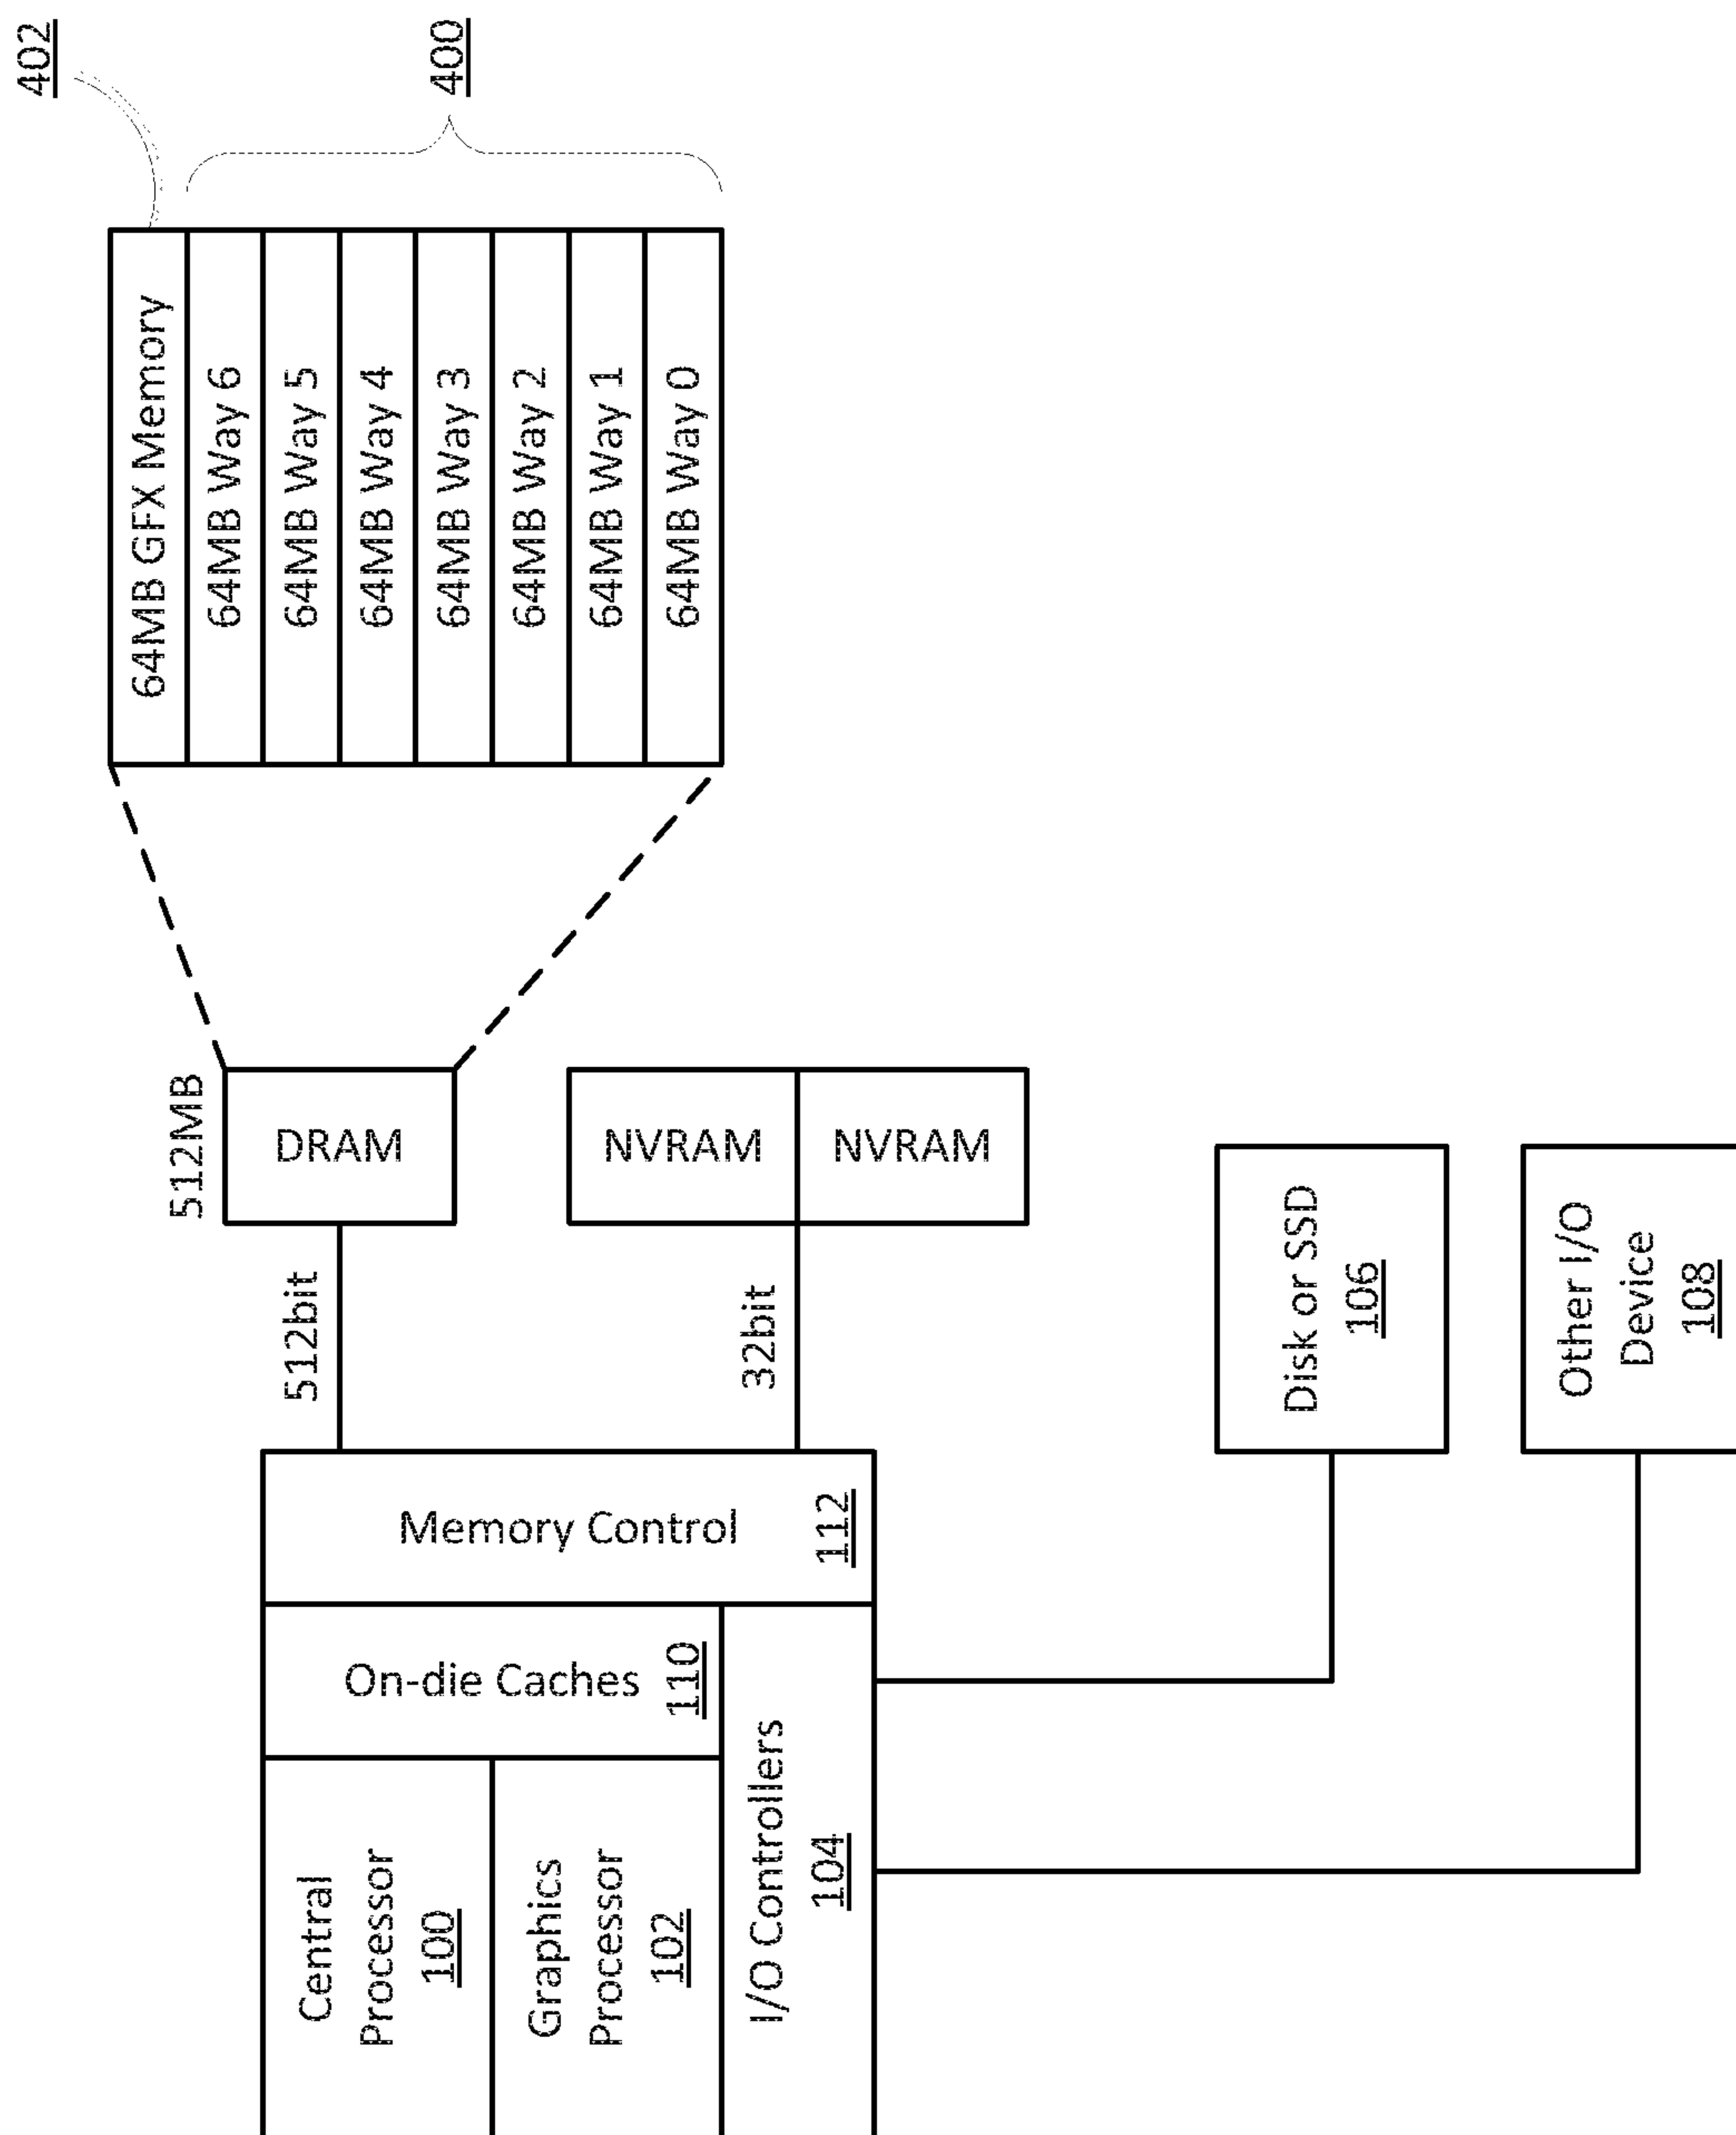 402
400
64MB GFX Memory
64MB Way 6
64MB Way 5
64MB Way 4
64MB Way 3
64MB Way 2
64MB Way 1
64MB Way 0
512MB
DRAM
NVRAM
NVRAM
512bit
32bit
Disk or SSD
106
Other I/O
Device
108
Memory Control
112
On-die Caches
110
Central
Processor
100
Graphics
Processor
102
I/O Controllers
104